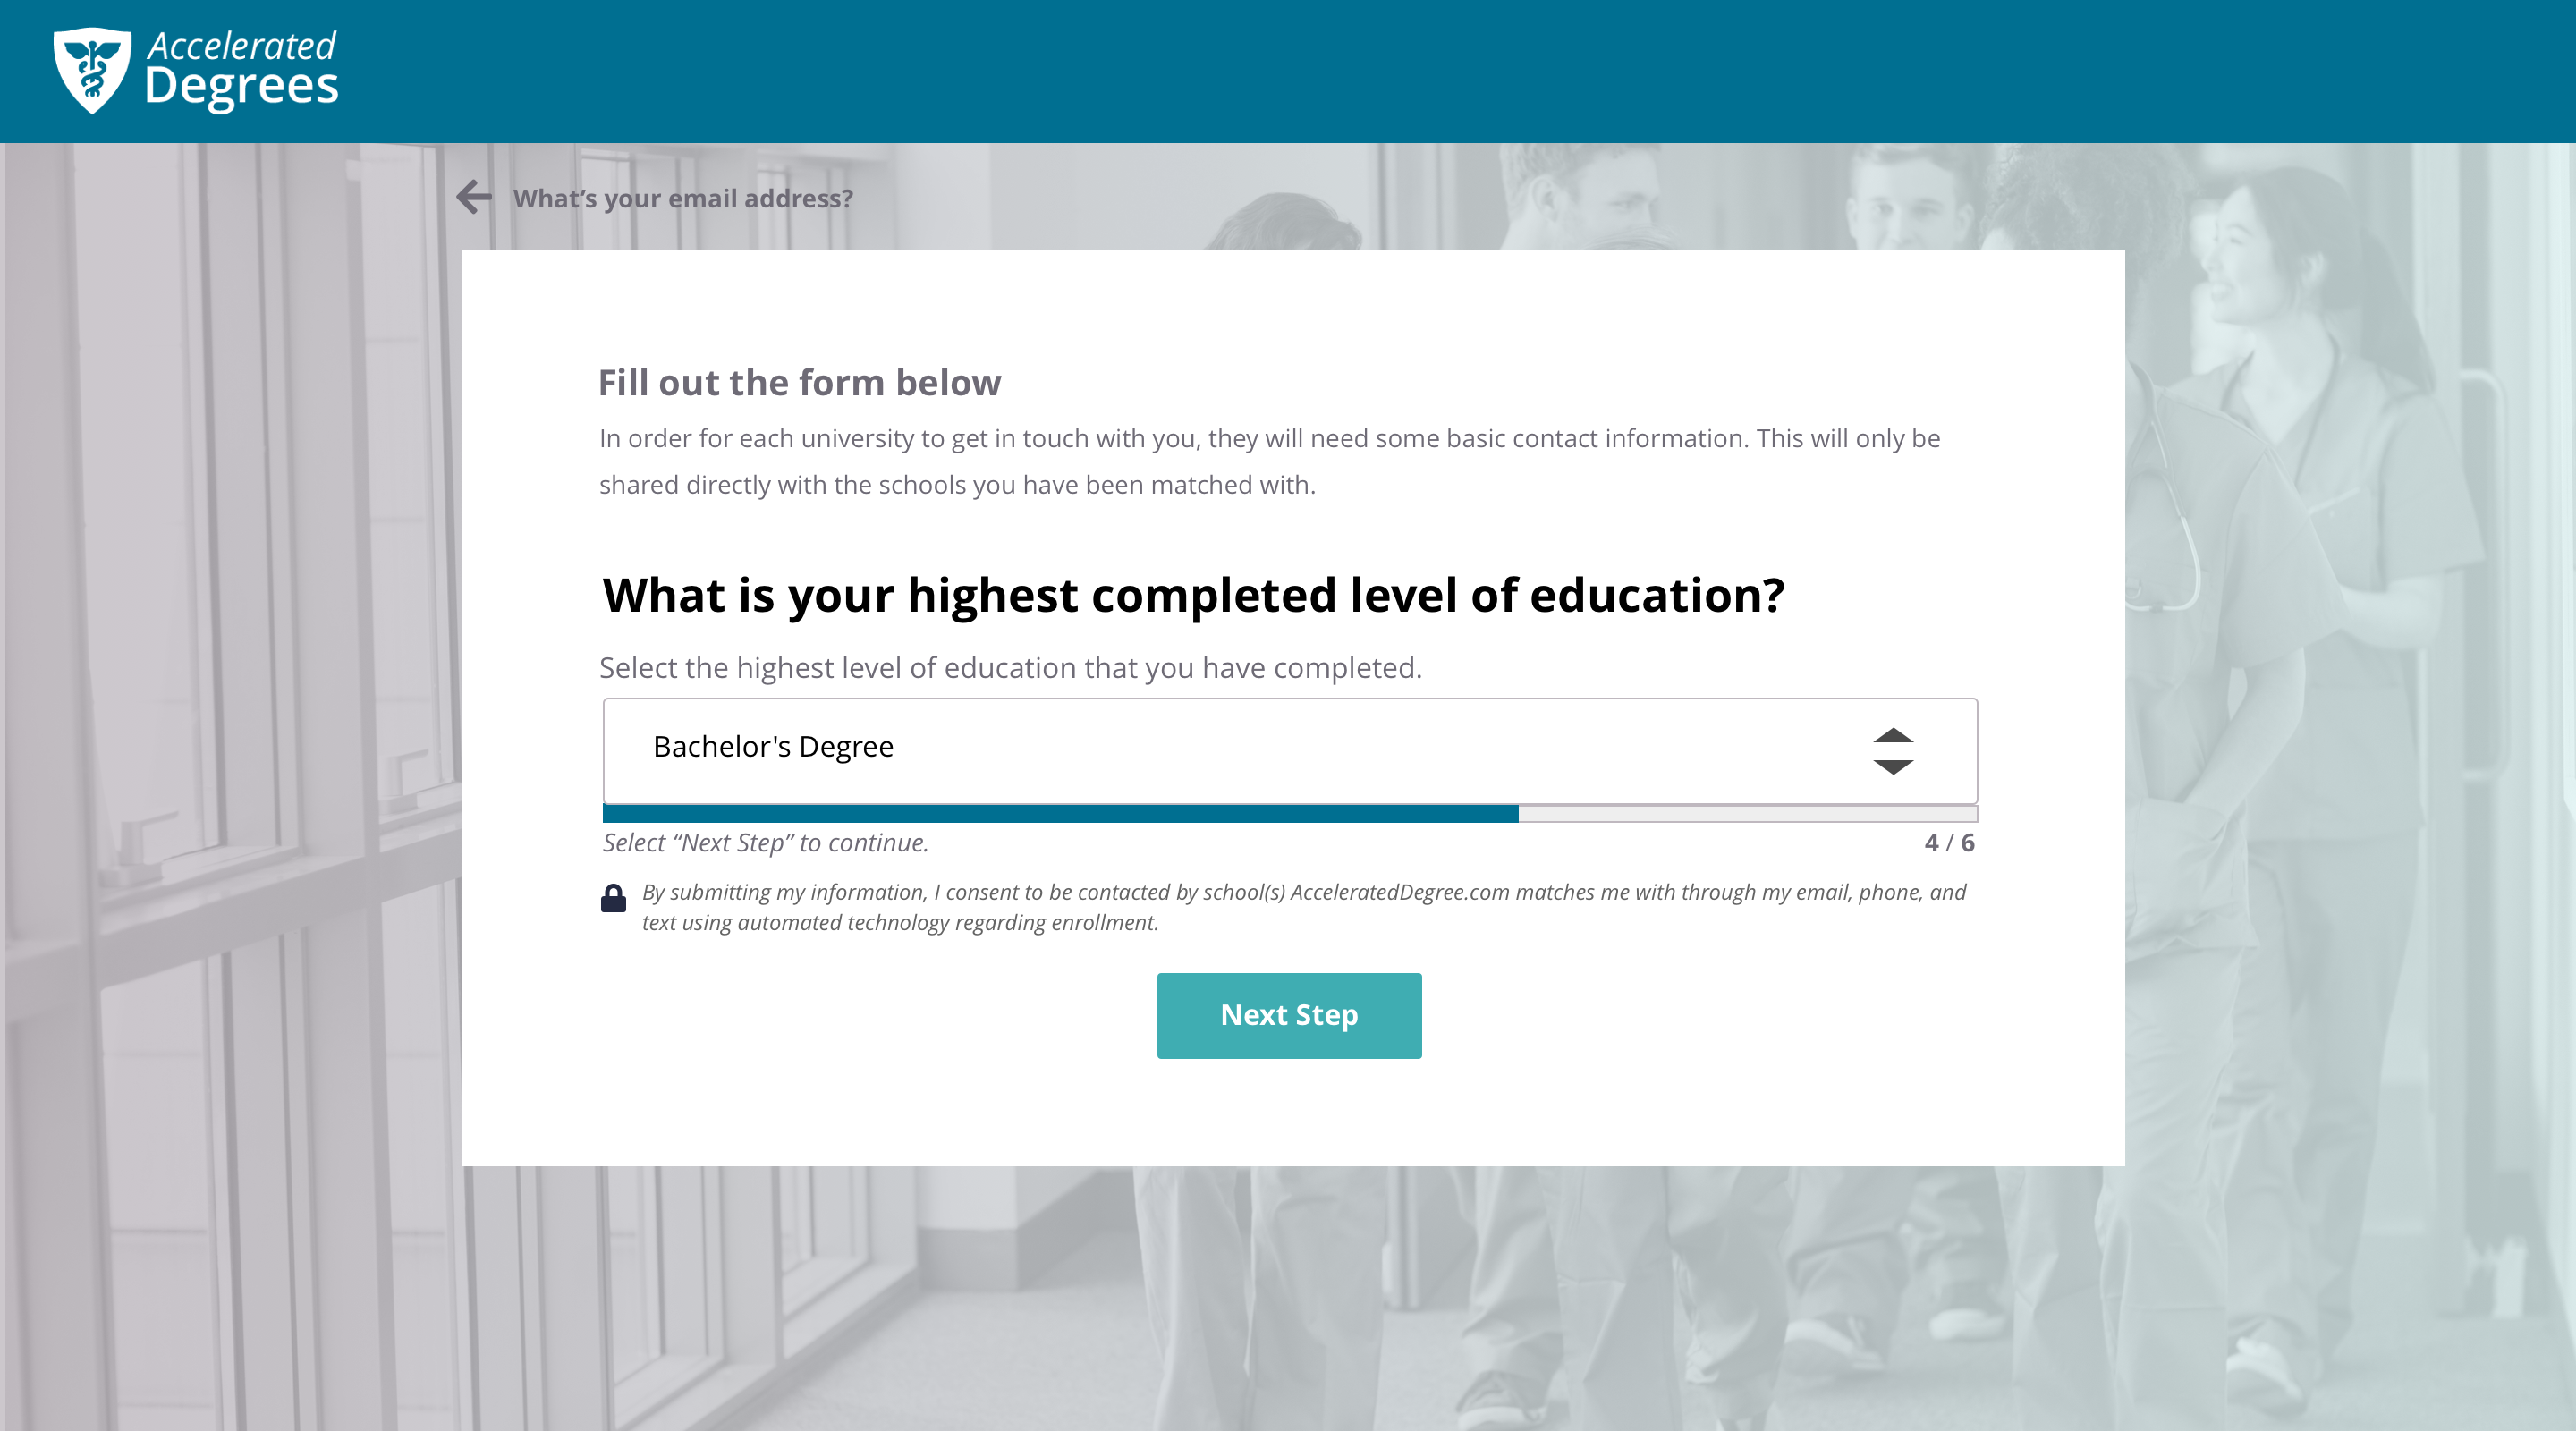 Accelerated
Degrees
What’s your email address?
Fill out the form below
In order for each university to get in touch with you, they will need some basic contact information. This will only be
shared directly with the schools you have been matched with.
What is your highest completed level of education?
Select the highest level of education that you have completed.
Bachelor's Degree
Select “Next Step” to continue.
4 / 6
By submitting my information, I consent to be contacted by school(s) AcceleratedDegree.com matches me with through my email, phone, and
text using automated technology regarding enrollment.
Next Step